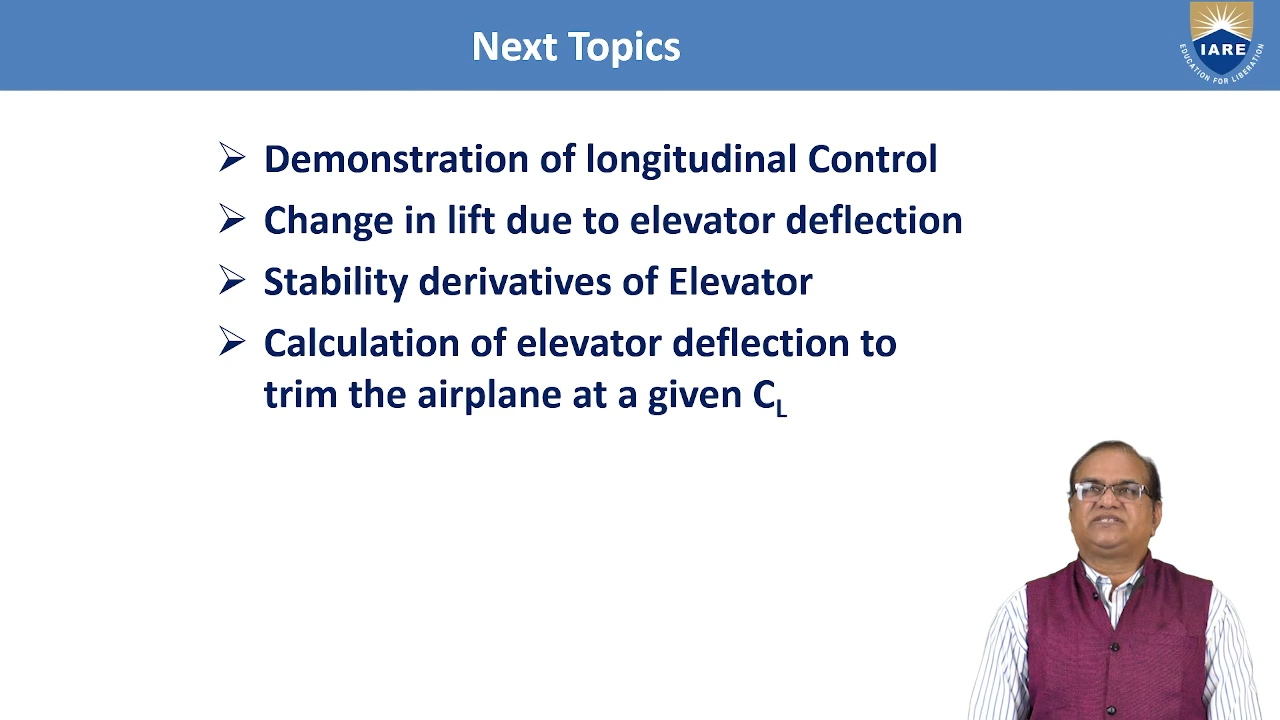 Next Topics
IARE
EDUCATION FOR LIBERATION
➢ Demonstration of longitudinal Control
➢ Change in lift due to elevator deflection
➢ Stability derivatives of Elevator
➢ Calculation of elevator deflection to
trim the airplane at a given CL